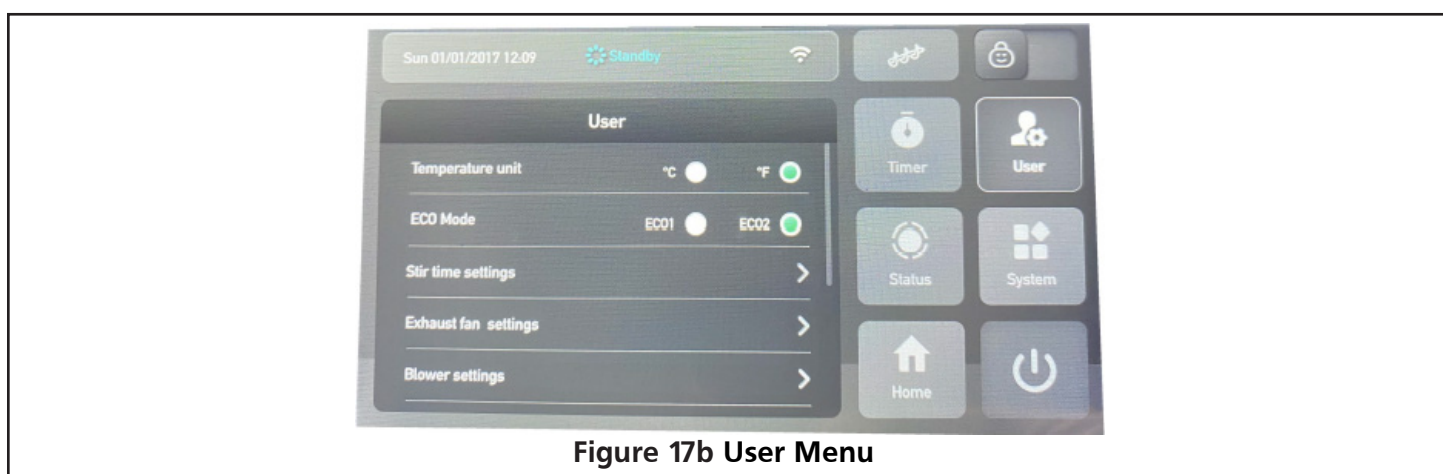 Sun 01/01/2017 12:09
Standby
User
Temperature unit °C °F
ECO Mode ECO1 ECO2
Stir time settings
Exhaust fan settings
Blower settings
Timer
User
Status
System
Home
Figure 17b User Menu